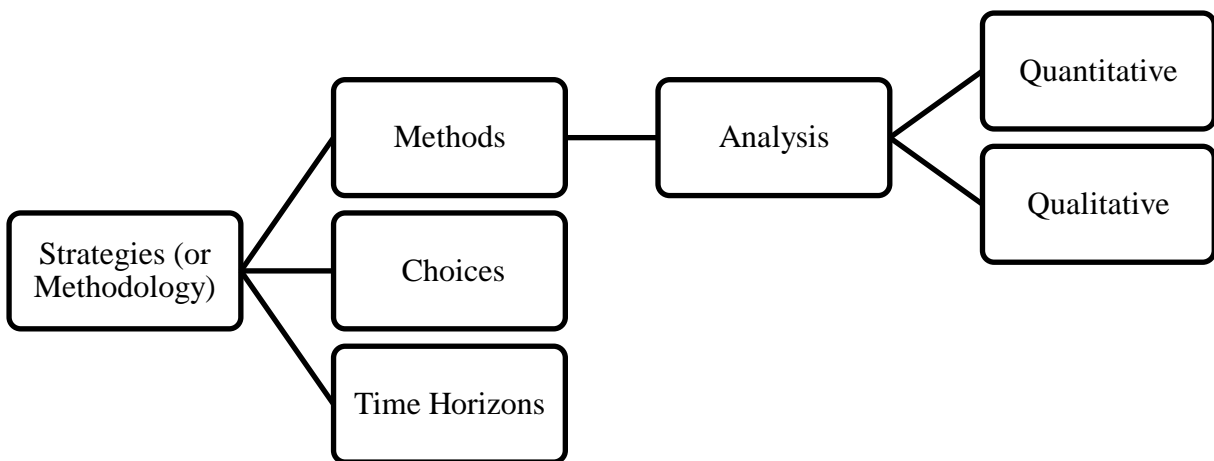 Strategies (or
Methodology)
Methods
Choices
Time Horizons
Analysis
Quantitative
Qualitative